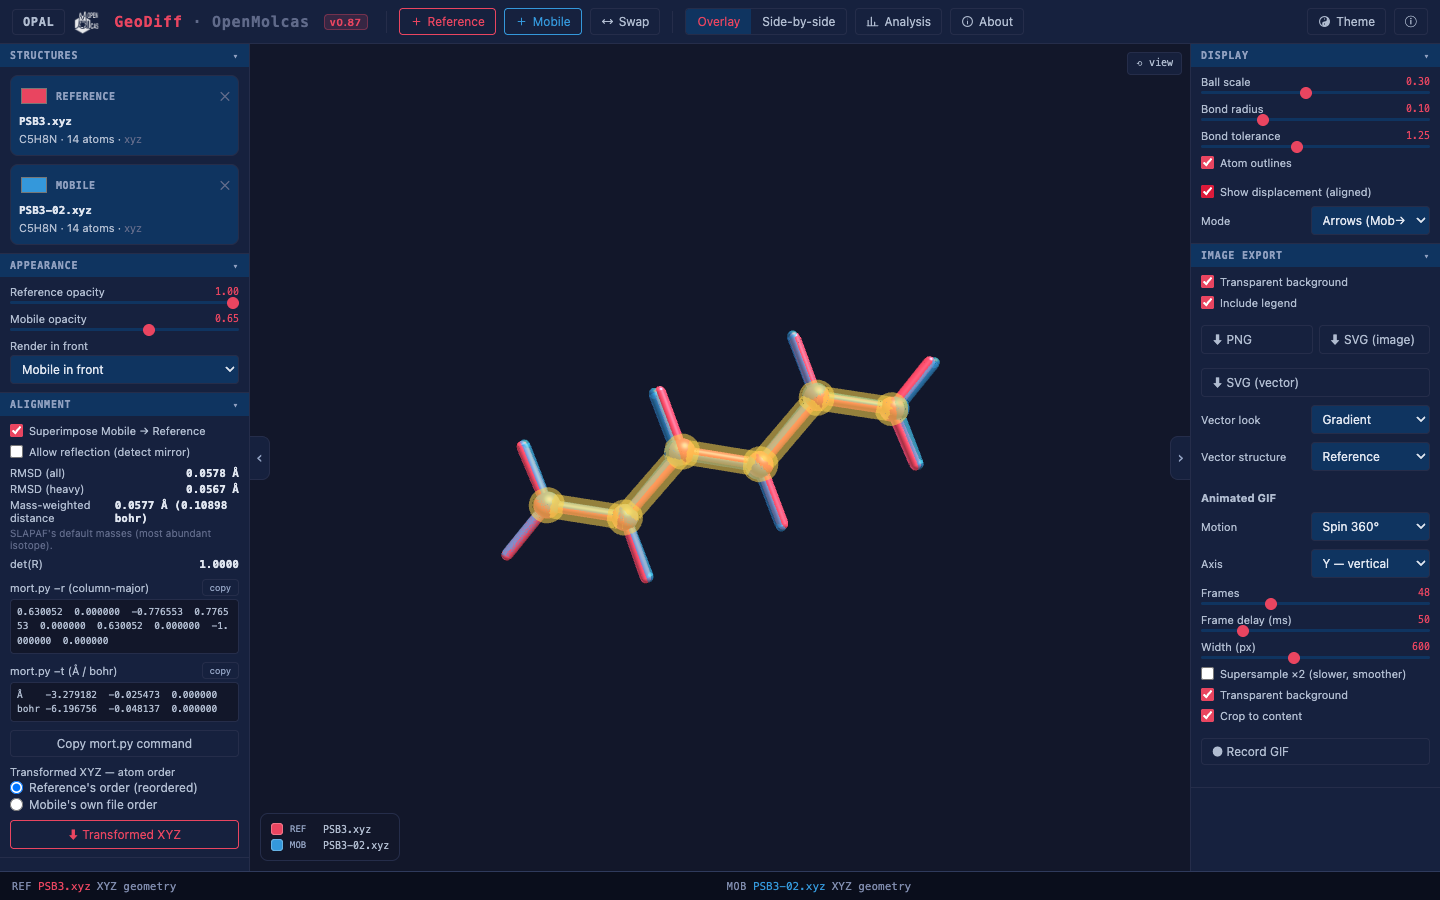 OPAL
OPEN MOLCAS
GeoDiff · OpenMolcas v0.87
+ Reference
+ Mobile
↔ Swap
Overlay
Side-by-side
Analysis
About
Theme
STRUCTURES
REFERENCE
PSB3.xyz
C5H8N · 14 atoms · xyz
MOBILE
PSB3-02.xyz
C5H8N · 14 atoms · xyz
APPEARANCE
Reference opacity 1.00
Mobile opacity 0.65
Render in front
Mobile in front
ALIGNMENT
Superimpose Mobile → Reference
Allow reflection (detect mirror)
RMSD (all) 0.0578 Å
RMSD (heavy) 0.0567 Å
Mass-weighted distance 0.0577 Å (0.10898 bohr)
SLAPAF's default masses (most abundant
isotope).
det(R) 1.0000
mort.py -r (column-major) copy
0.630052 0.000000 -0.776553 0.7765
53 0.000000 0.630052 0.000000 -1.
000000 0.000000
mort.py -t (Å / bohr) copy
Å -3.279182 -0.025473 0.000000
bohr -6.196756 -0.048137 0.000000
Copy mort.py command
Transformed XYZ — atom order
Reference's order (reordered)
Mobile's own file order
⬇ Transformed XYZ
view
REF PSB3.xyz
MOB PSB3-02.xyz
DISPLAY
Ball scale 0.30
Bond radius 0.10
Bond tolerance 1.25
Atom outlines
Show displacement (aligned)
Mode Arrows (Mob→
IMAGE EXPORT
Transparent background
Include legend
⬇ PNG
⬇ SVG (image)
⬇ SVG (vector)
Vector look Gradient
Vector structure Reference
Animated GIF
Motion Spin 360°
Axis Y — vertical
Frames 48
Frame delay (ms) 50
Width (px) 600
Supersample ×2 (slower, smoother)
Transparent background
Crop to content
● Record GIF
REF PSB3.xyz XYZ geometry
MOB PSB3-02.xyz XYZ geometry